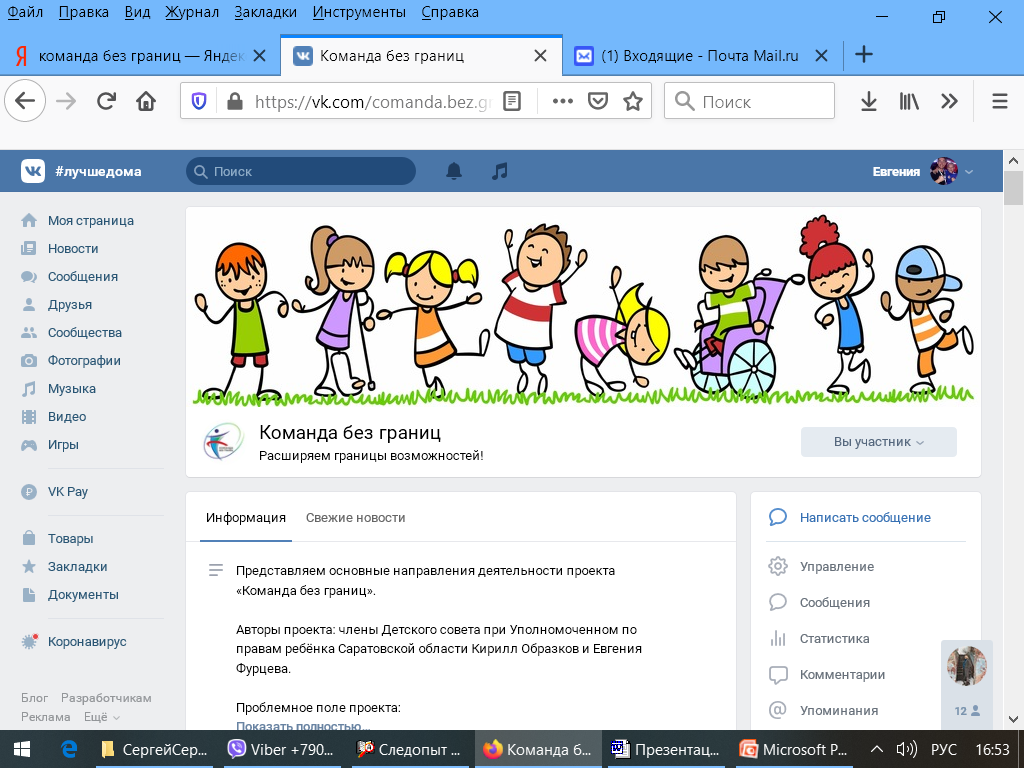 Файл Правка Вид Журнал Закладки Инструменты Справка
команда без границ — Яндек
Команда без границ
(1) Входящие - Почта Mail.ru
https://vk.com/comanda.bez.gr
Поиск
#лучшедома
Поиск
Евгения
Моя страница
Новости
Сообщения
Друзья
Сообщества
Фотографии
Музыка
Видео
Игры
VK Pay
Товары
Закладки
Документы
Коронавирус
Блог Разработчикам
Реклама Ещё
Команда без границ
Расширяем границы возможностей!
Вы участник
Информация Свежие новости
Представляем основные направления деятельности проекта
«Команда без границ».
Авторы проекта: члены Детского совета при Уполномоченном по
правам ребёнка Саратовской области Кирилл Образков и Евгения
Фурцева.
Проблемное поле проекта:
Показать полностью...
Написать сообщение
Управление
Сообщения
Статистика
Комментарии
Упоминания
12
СергейСер...
Viber +790...
Следопыт ...
Команда б...
Презентац...
Microsoft P...
РУС
16:53